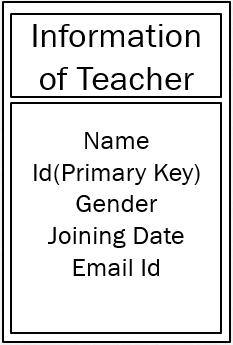 Information
of Teacher
Name
Id(Primary Key)
Gender
Joining Date
Email Id